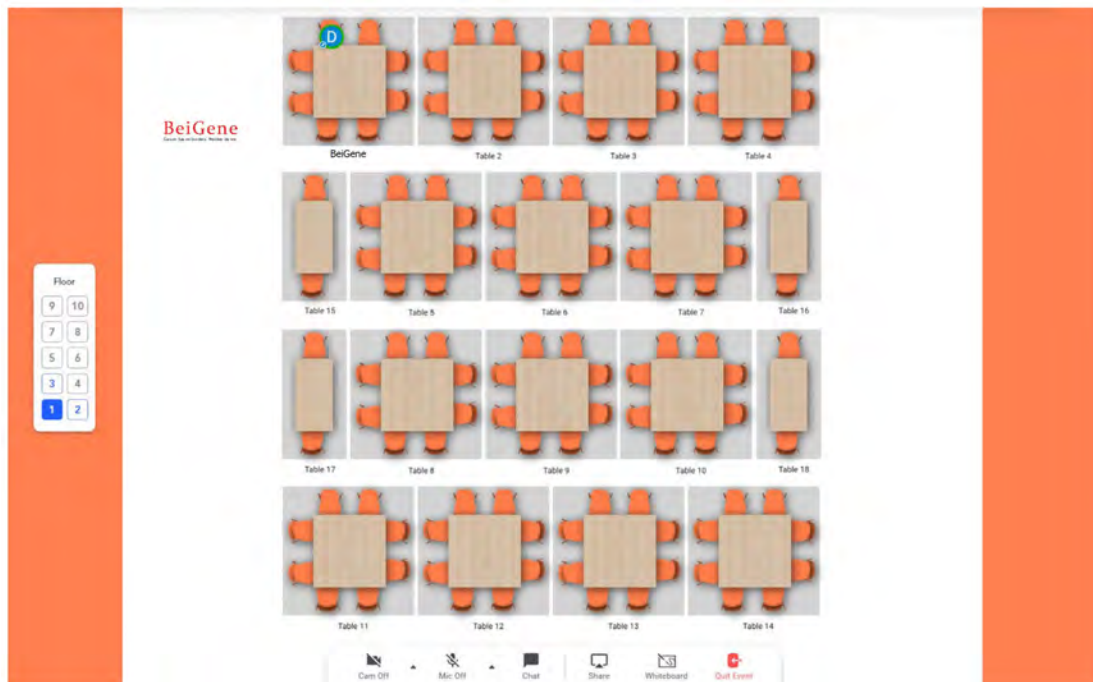 D
BeiGene
BeiGene
Table 2
Table 3
Table 4
Table 15
Table 5
Table 6
Table 7
Table 16
Floor
9 10
7 8
5 6
3 4
1 2
Table 17
Table 8
Table 9
Table 10
Table 18
Table 11
Table 12
Table 13
Table 14
Cam Off
Mic Off
Chat
Share
Whiteboard
Quit Event